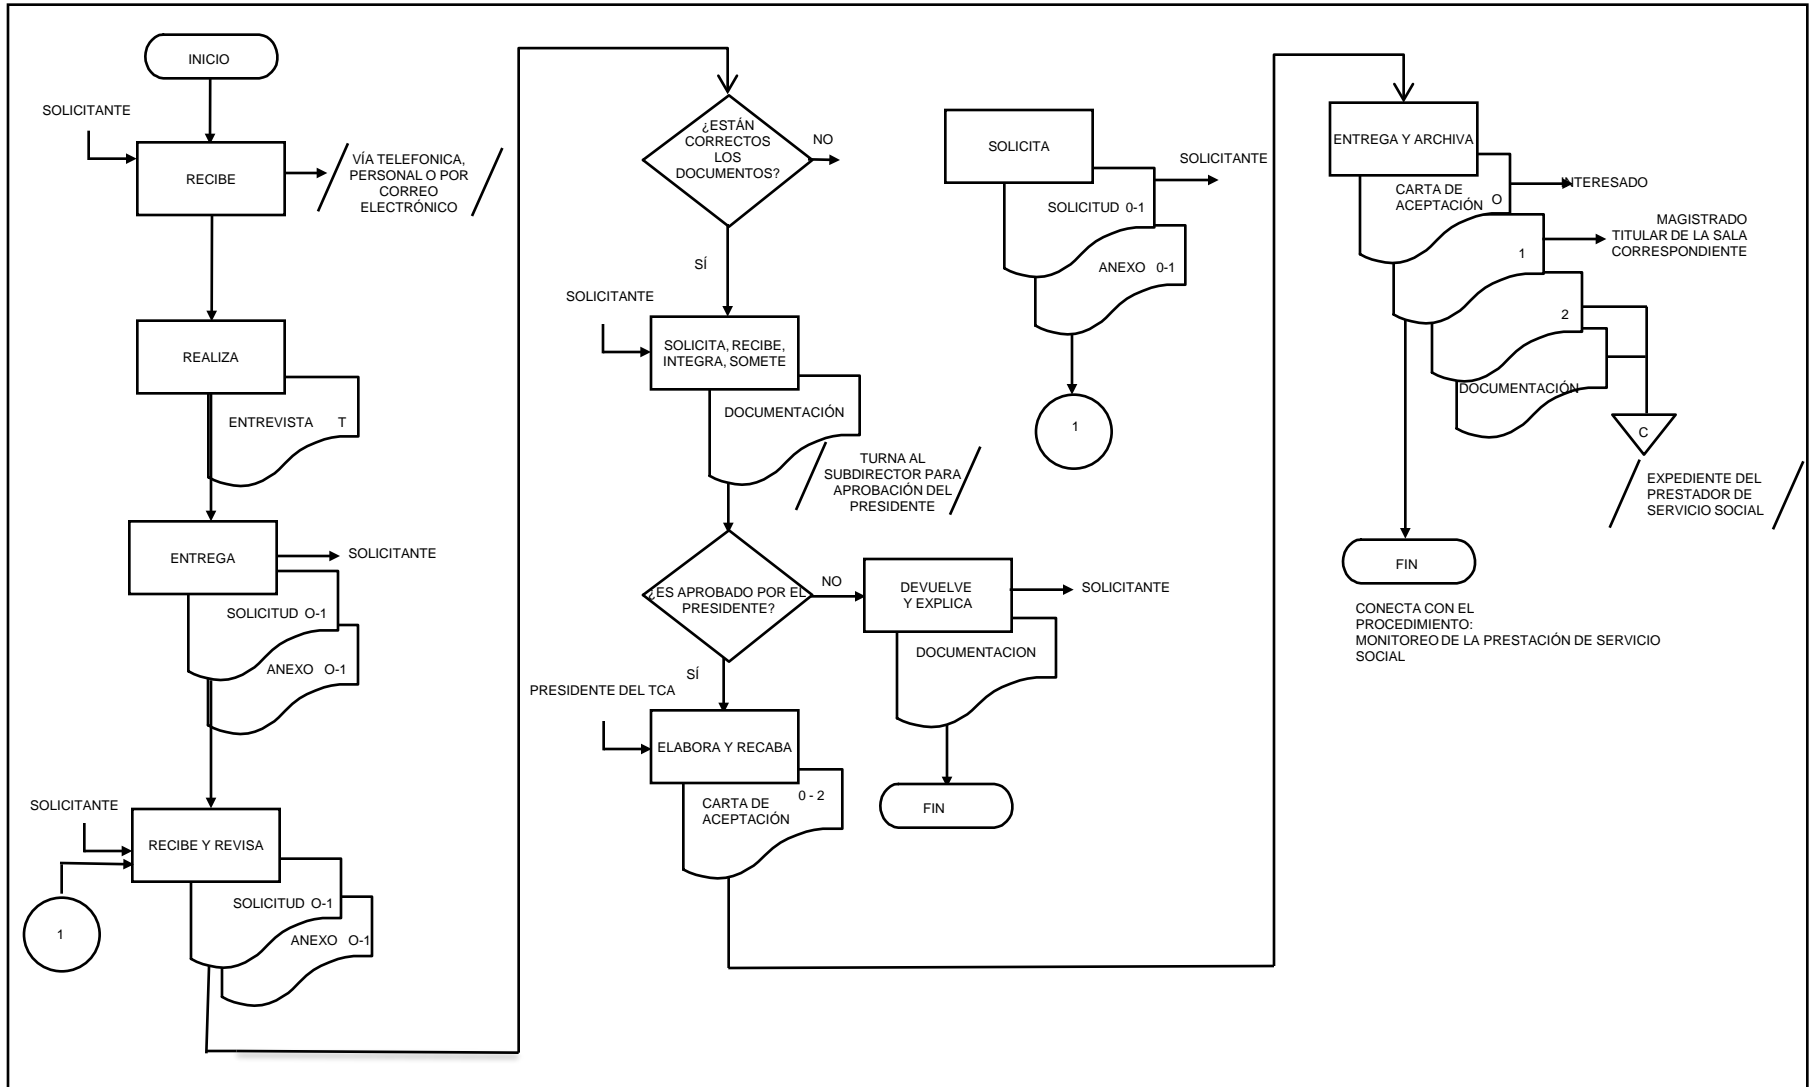 INICIO
SOLICITANTE
RECIBE
VÍA TELEFONICA,
PERSONAL O POR
CORREO
ELECTRÓNICO
REALIZA
ENTREVISTA T
ENTREGA
SOLICITANTE
SOLICITUD O-1
ANEXO O-1
SOLICITANTE
RECIBE Y REVISA
SOLICITUD O-1
ANEXO O-1
1
¿ESTÁN
CORRECTOS
LOS
DOCUMENTOS?
NO
SÍ
SOLICITANTE
SOLICITA, RECIBE,
INTEGRA, SOMETE
DOCUMENTACIÓN
TURNA AL
SUBDIRECTOR PARA
APROBACIÓN DEL
PRESIDENTE
¿ES APROBADO POR EL
PRESIDENTE?
NO
SÍ
DEVUELVE
Y EXPLICA
SOLICITANTE
DOCUMENTACION
FIN
PRESIDENTE DEL TCA
ELABORA Y RECABA
0 - 2
CARTA DE
ACEPTACIÓN
SOLICITA
SOLICITANTE
SOLICITUD 0-1
ANEXO 0-1
1
ENTREGA Y ARCHIVA
CARTA DE
ACEPTACIÓN O
INTERESADO
1
MAGISTRADO
TITULAR DE LA SALA
CORRESPONDIENTE
2
DOCUMENTACIÓN
C
EXPEDIENTE DEL
PRESTADOR DE
SERVICIO SOCIAL
FIN
CONECTA CON EL
PROCEDIMIENTO:
MONITOREO DE LA PRESTACIÓN DE SERVICIO
SOCIAL